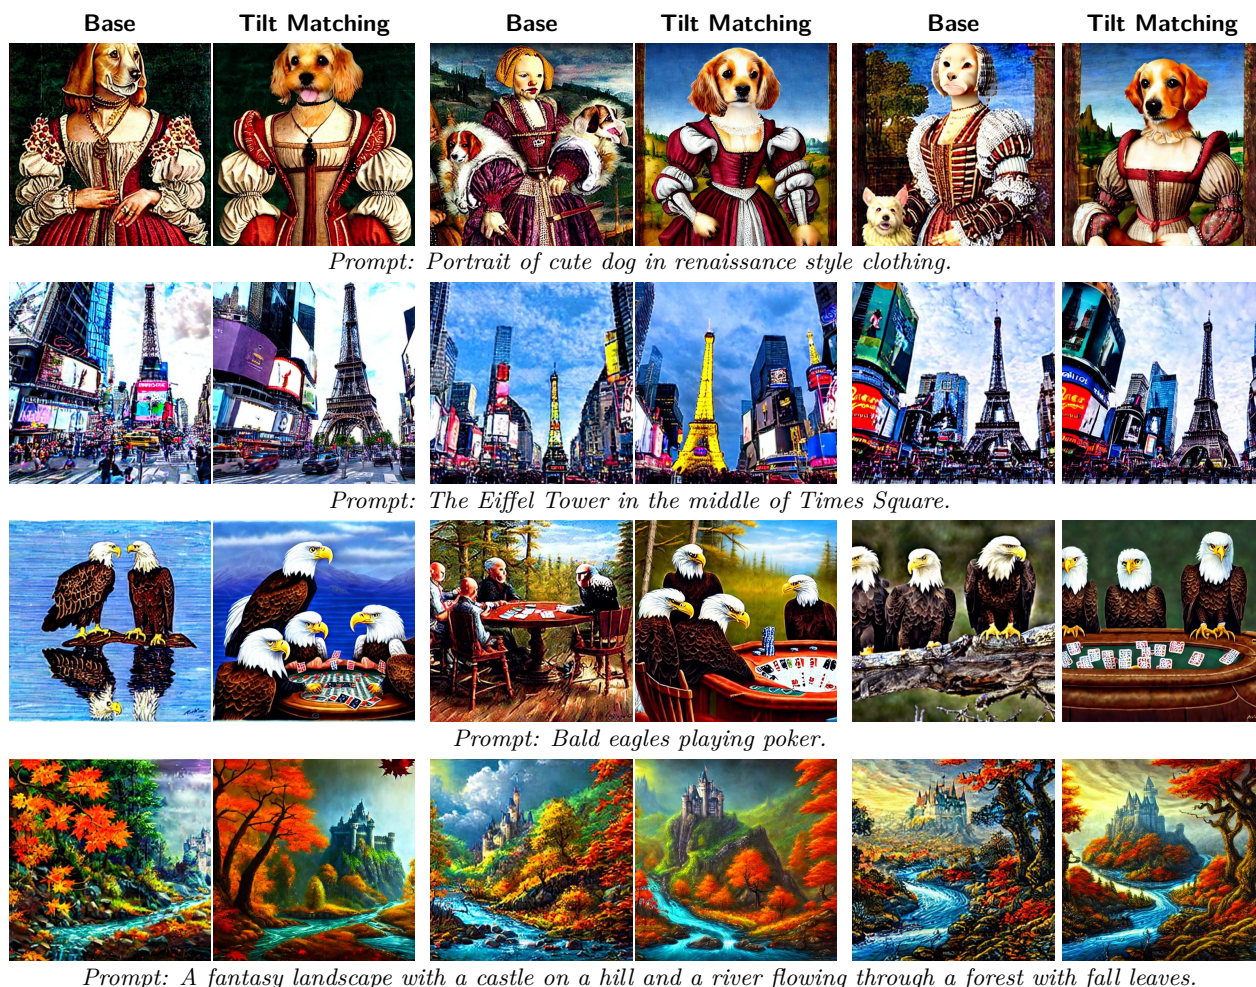 Base Tilt Matching Base Tilt Matching Base Tilt Matching
Prompt: Portrait of cute dog in renaissance style clothing.
Prompt: The Eiffel Tower in the middle of Times Square.
Prompt: Bald eagles playing poker.
Prompt: A fantasy landscape with a castle on a hill and a river flowing through a forest with fall leaves.